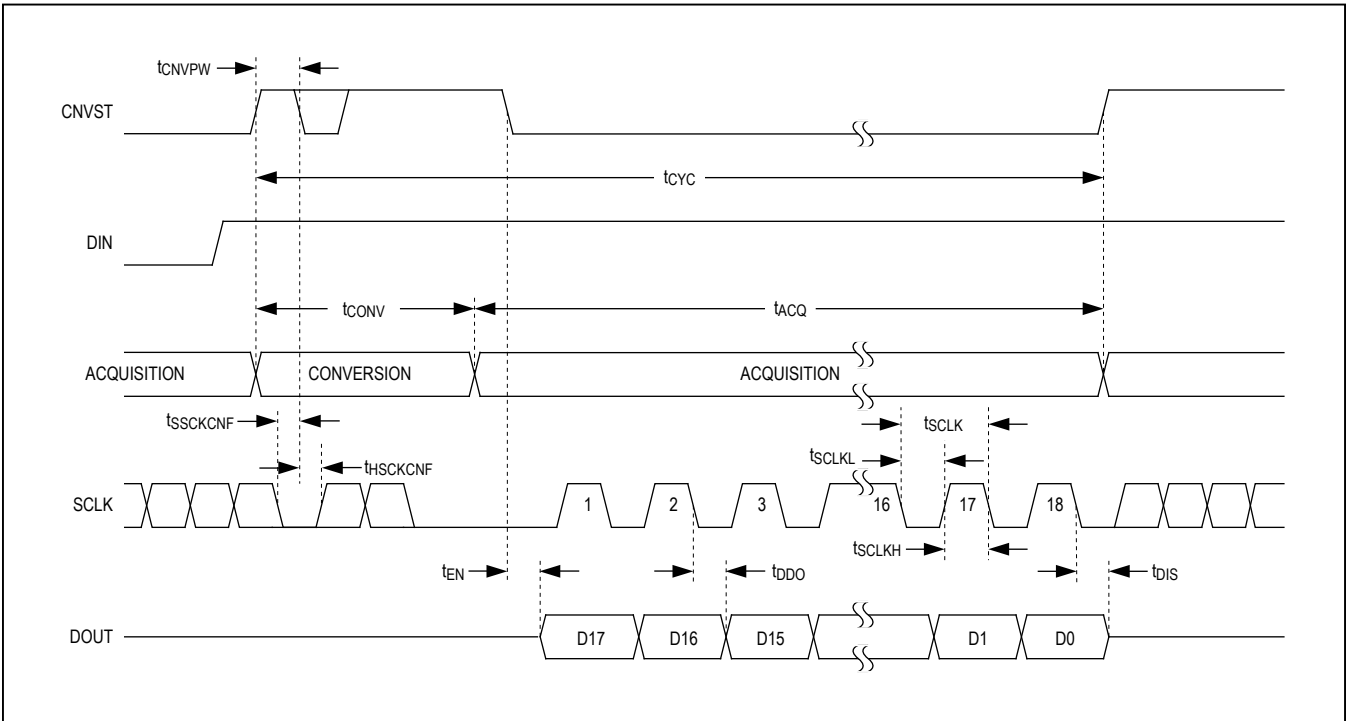 tCNVPW
CNVST
tCYC
DIN
tCONV
tACQ
ACQUISITION
CONVERSION
ACQUISITION
tSSCKCNF
tHSCKCNF
tSCLK
tSCLKL
SCLK
1
2
3
16
17
18
tSCLKH
tEN
tDDO
tDIS
DOUT
D17
D16
D15
D1
D0